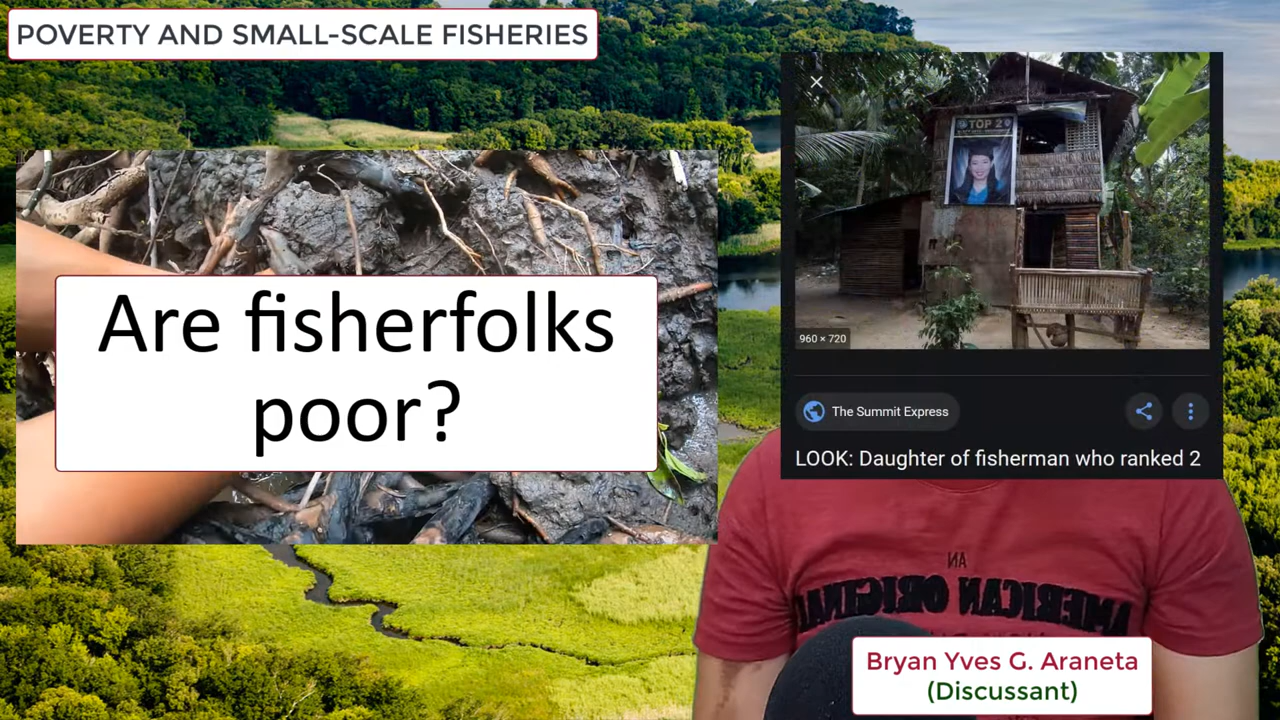 POVERTY AND SMALL-SCALE FISHERIES
Are fisherfolks
poor?
TOP 2
960 × 720
The Summit Express
LOOK: Daughter of fisherman who ranked 2
AN
AMERICAN ORIGINAL
Bryan Yves G. Araneta
(Discussant)